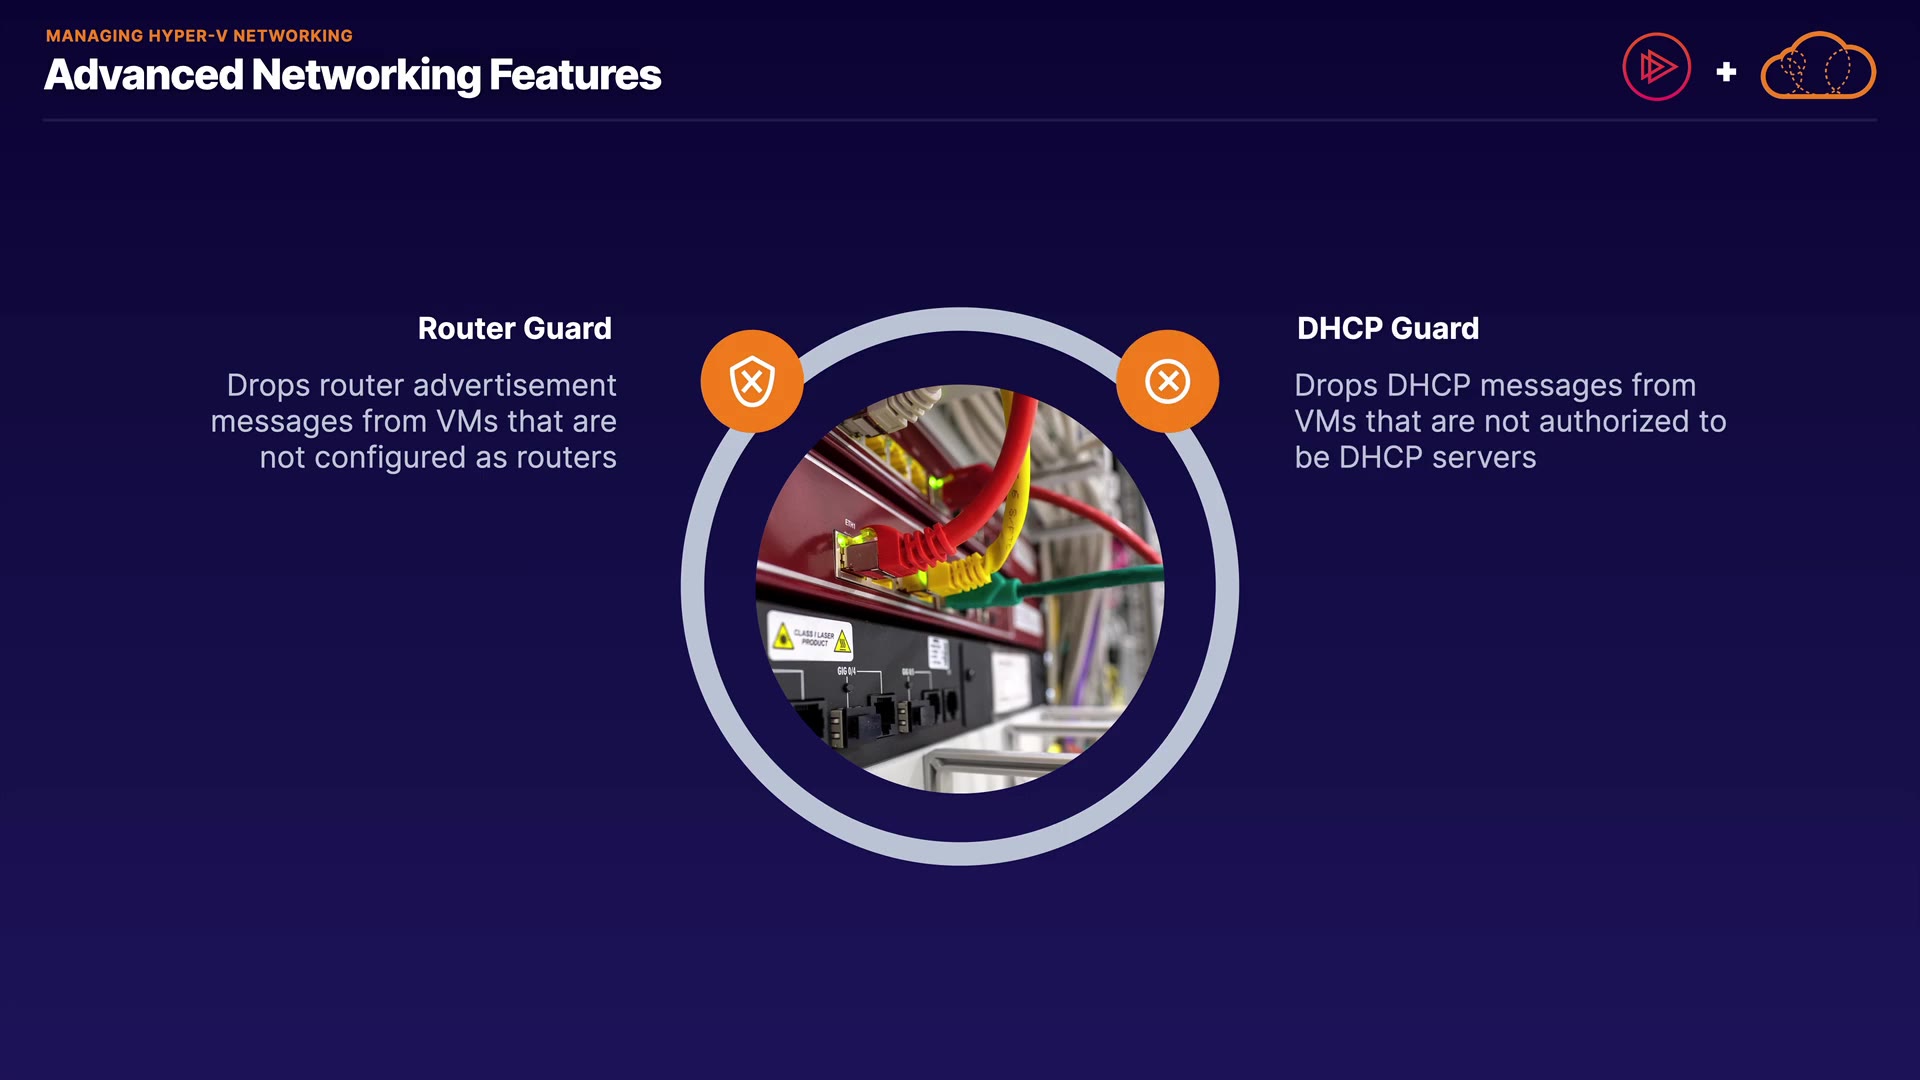 MANAGING HYPER-V NETWORKING
Advanced Networking Features
Router Guard
Drops router advertisement
messages from VMs that are
not configured as routers
DHCP Guard
Drops DHCP messages from
VMs that are not authorized to
be DHCP servers
ETH1
CLASS 1 LASER
PRODUCT
GIG 0/4